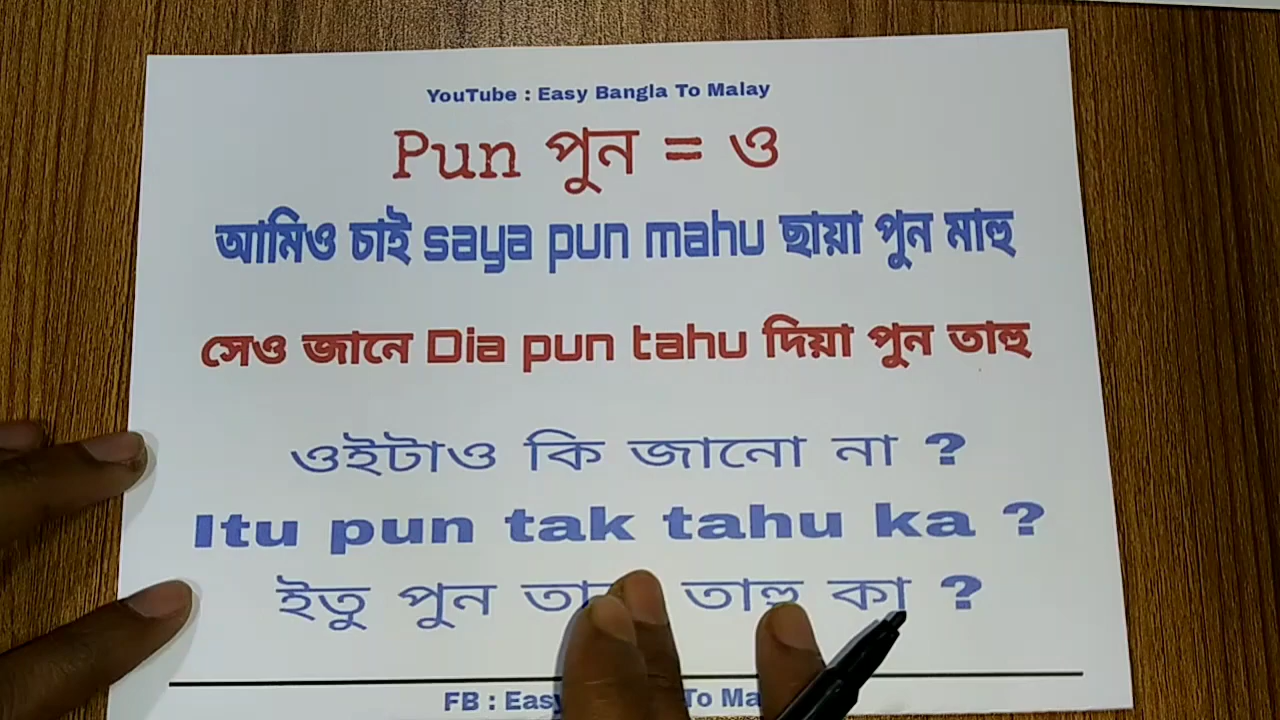 YouTube : Easy Bangla To Malay
Pun পুন = ও
আমিও চাই saya pun mahu ছায়া পুন মাহু
সেও জানে Dia pun tahu দিয়া পুন তাহু
ওইটাও কি জানো না ?
Itu pun tak tahu ka ?
ইতু পুন তাহু কা ?
FB : Easy To